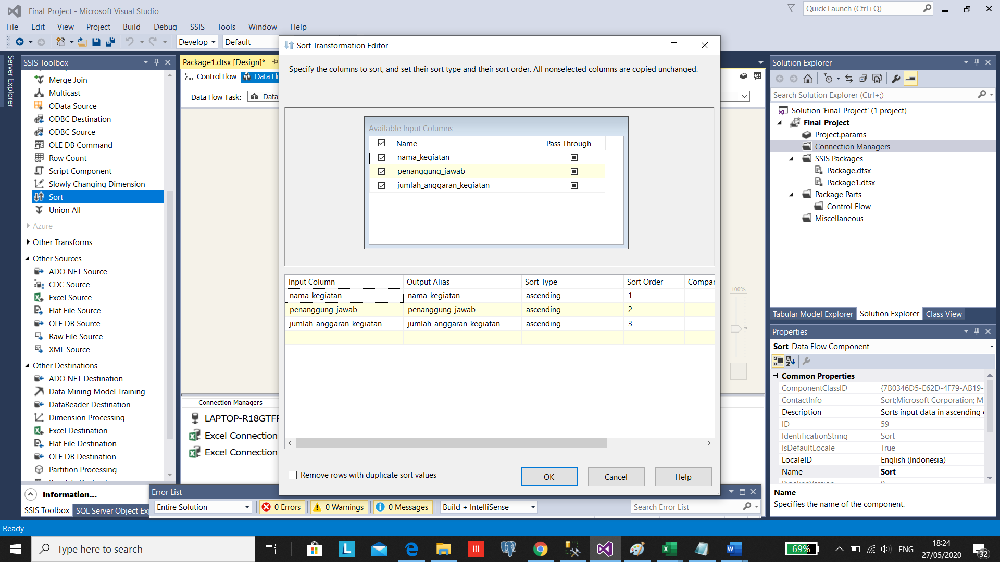 Final_Project - Microsoft Visual Studio
Quick Launch (Ctrl+Q)
File Edit View Project Build Debug SSIS Tools Window Help
Develop Default
Server Explorer
SSIS Toolbox
Merge Join
Multicast
OData Source
ODBC Destination
ODBC Source
OLE DB Command
Row Count
Script Component
Slowly Changing Dimension
Sort
Union All
Azure
Other Transforms
Other Sources
ADO NET Source
CDC Source
Excel Source
Flat File Source
OLE DB Source
Raw File Source
XML Source
Other Destinations
ADO NET Destination
Data Mining Model Training
DataReader Destination
Dimension Processing
Excel Destination
Flat File Destination
OLE DB Destination
Partition Processing
Information...
SSIS Toolbox SQL Server Object Ex
Package1.dtsx [Design]*
Control Flow Data Fl
Data Flow Task: Data
Connection Managers
LAPTOP-R18GTF
Excel Connection
Excel Connection
100%
Sort Transformation Editor
Specify the columns to sort, and set their sort type and their sort order. All nonselected columns are copied unchanged.
Available Input Columns
Name Pass Through
nama_kegiatan
penanggung_jawab
jumlah_anggaran_kegiatan
Input Column Output Alias Sort Type Sort Order Compar
nama_kegiatan nama_kegiatan ascending 1
penanggung_jawab penanggung_jawab ascending 2
jumlah_anggaran_kegiatan jumlah_anggaran_kegiatan ascending 3
Remove rows with duplicate sort values
OK Cancel Help
Error List
Entire Solution 0 Errors 0 Warnings 0 Messages Build + IntelliSense Search Error List
Solution Explorer
Search Solution Explorer (Ctrl+;)
Solution 'Final_Project' (1 project)
Final_Project
Project.params
Connection Managers
SSIS Packages
Package.dtsx
Package1.dtsx
Package Parts
Control Flow
Miscellaneous
Tabular Model Explorer Solution Explorer Class View
Properties
Sort Data Flow Component
Common Properties
ComponentClassID {7B0346D5-E62D-4F79-AB19-
ContactInfo Sort;Microsoft Corporation; Mi
Description Sorts input data in ascending
ID 59
IdentificationString Sort
IsDefaultLocale True
LocaleID English (Indonesia)
Name Sort
PipelineVersion 0
Name
Specifies the name of the component.
Ready
Type here to search
69%
ENG
18:24
27/05/2020
32